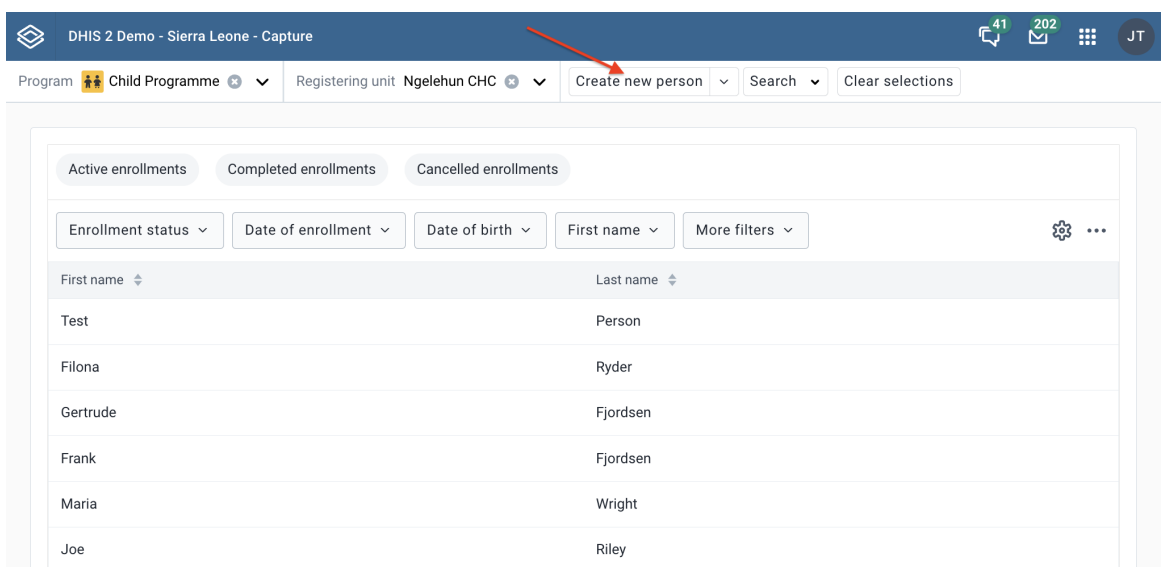 DHIS 2 Demo - Sierra Leone - Capture 41 202 JT
Program Child Programme Registering unit Ngelehun CHC Create new person Search Clear selections
Active enrollments Completed enrollments Cancelled enrollments
Enrollment status Date of enrollment Date of birth First name More filters
First name Last name
Test Person
Filona Ryder
Gertrude Fjordsen
Frank Fjordsen
Maria Wright
Joe Riley